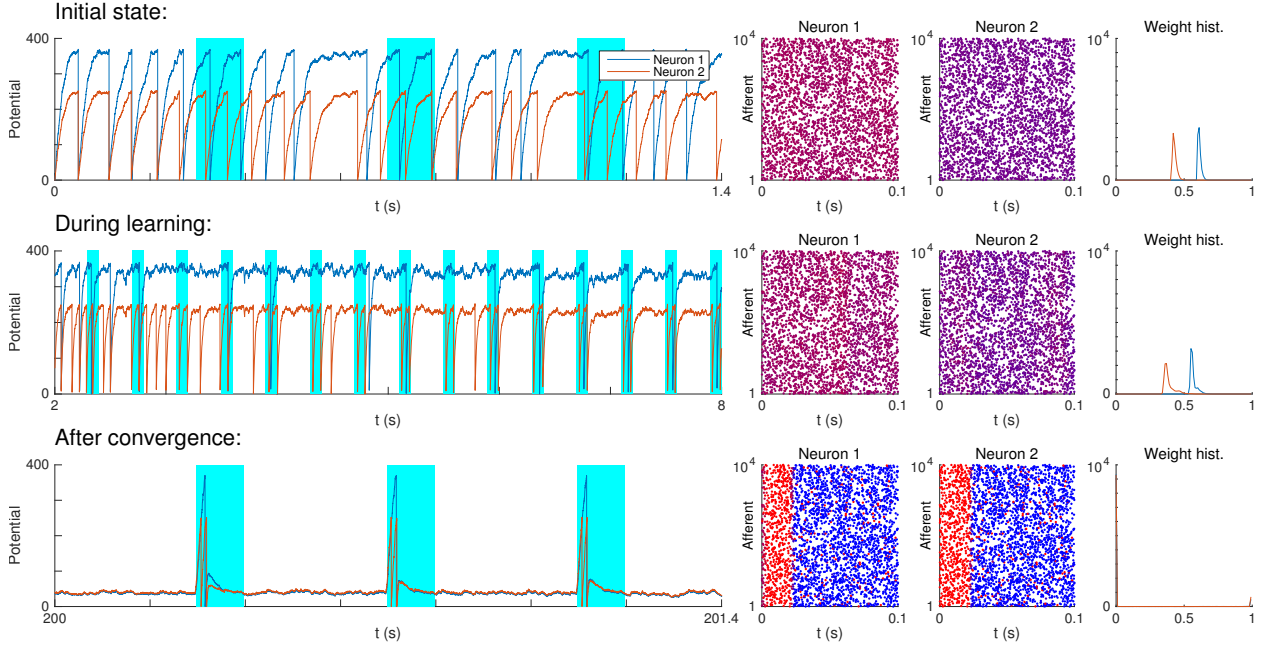 Initial state:
Neuron 1
Neuron 2
Weight hist.
Potential
400
0
0
1.4
t (s)
Neuron 1
Neuron 2
Afferent
10^4
1
0
0.1
t (s)
Afferent
10^4
1
0
0.1
t (s)
10^4
0
0
0.5
1
During learning:
Neuron 1
Neuron 2
Weight hist.
Potential
400
0
2
8
t (s)
Afferent
10^4
1
0
0.1
t (s)
Afferent
10^4
1
0
0.1
t (s)
10^4
0
0
0.5
1
After convergence:
Neuron 1
Neuron 2
Weight hist.
Potential
400
0
200
201.4
t (s)
Afferent
10^4
1
0
0.1
t (s)
Afferent
10^4
1
0
0.1
t (s)
10^4
0
0
0.5
1